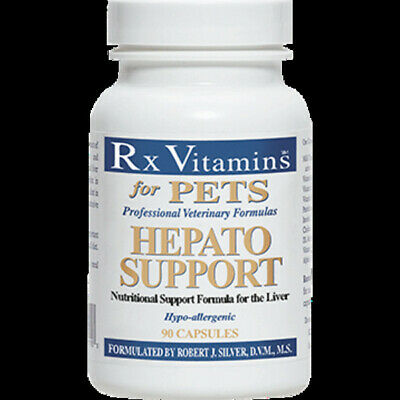 Rx Vitamins
for PETS
Professional Veterinary Formulas
HEPATO
SUPPORT
Nutritional Support Formula for the Liver
Hypo-allergenic
90 CAPSULES
FORMULATED BY ROBERT J. SILVER, D.V.M., M.S.